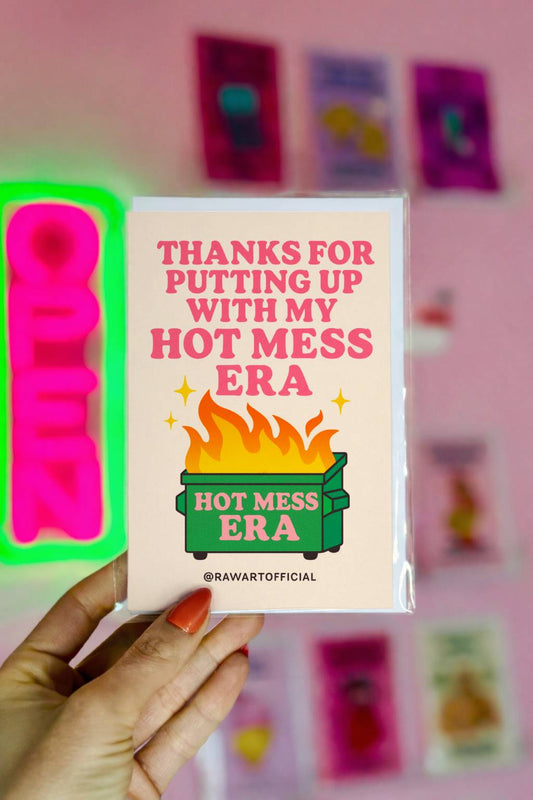 OPEN
THANKS FOR
PUTTING UP
WITH MY
HOT MESS
ERA
HOT MESS
ERA
@RAWARTOFFICIAL